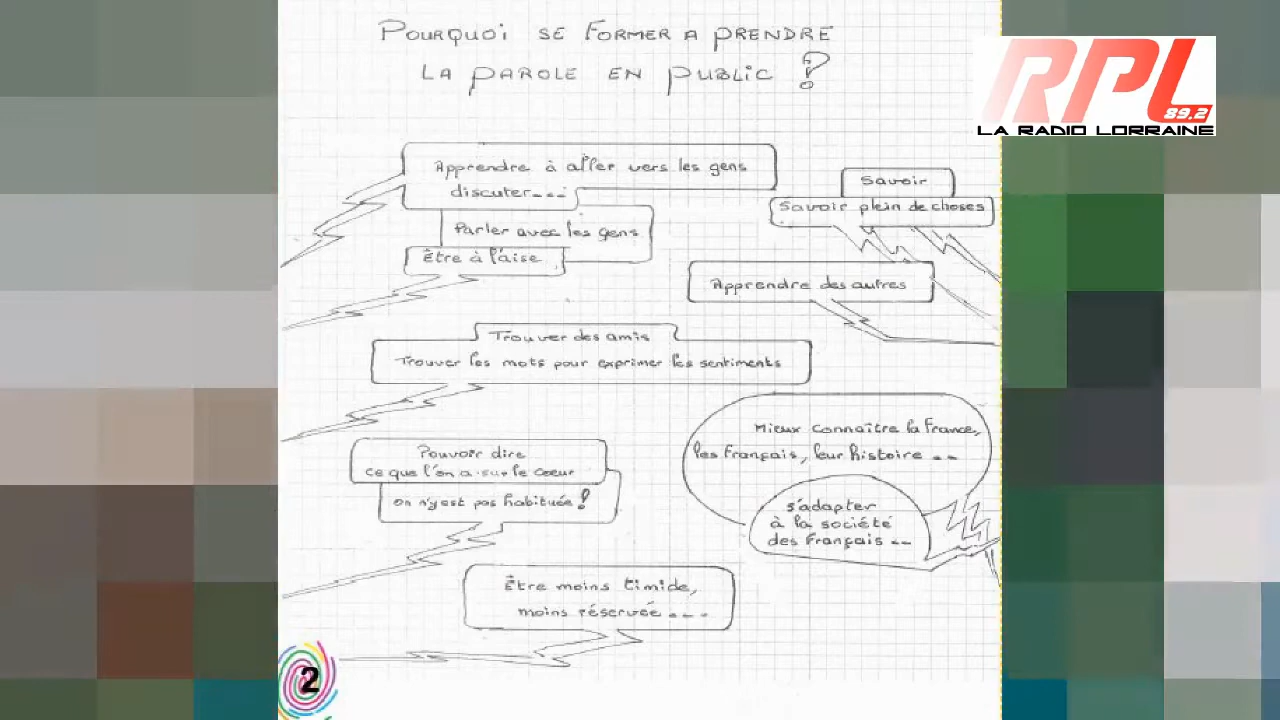 POURQUOI SE FORMER A PRENDRE
LA PAROLE EN PUBLIC ?
RPL
89.2
LA RADIO LORRAINE
Apprendre à aller vers les gens
discuter....
Parler avec les gens
Être à l'aise
Savoir
Savoir plein de choses
Apprendre des autres
Trouver des amis
Trouver les mots pour exprimer les sentiments
Pouvoir dire
ce que l'on a sur le coeur
on n'y est pas habituée !
Mieux connaître la France,
les Français, leur histoire ..
s'adapter
à la société
des Français ..
Être moins timide,
moins réservée ....
2